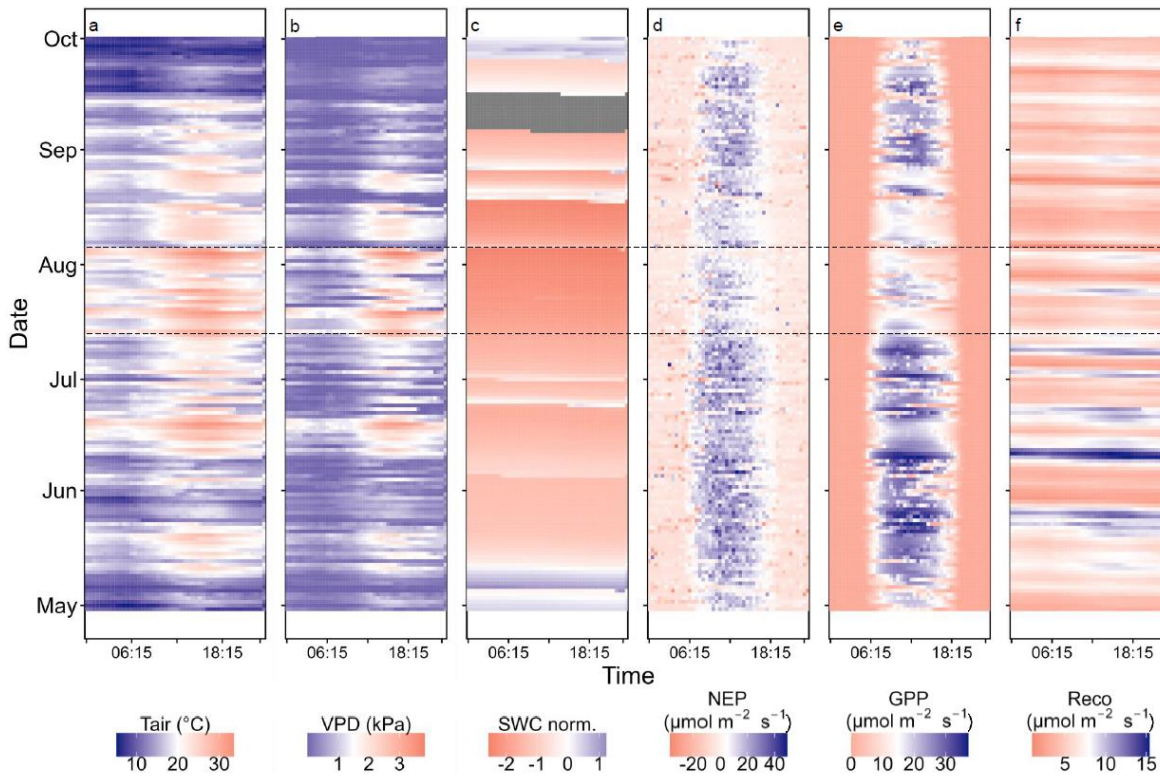 a b c d e f
Oct
Sep
Aug
Jul
Jun
May
Date
06:15 18:15 06:15 18:15 06:15 18:15 06:15 18:15 06:15 18:15 06:15 18:15
Time
Tair (°C)
10 20 30
VPD (kPa)
1 2 3
SWC norm.
-2 -1 0 1
NEP
(μmol m⁻² s⁻¹)
-20 0 20 40
GPP
(μmol m⁻² s⁻¹)
0 10 20 30
Reco
(μmol m⁻² s⁻¹)
5 10 15